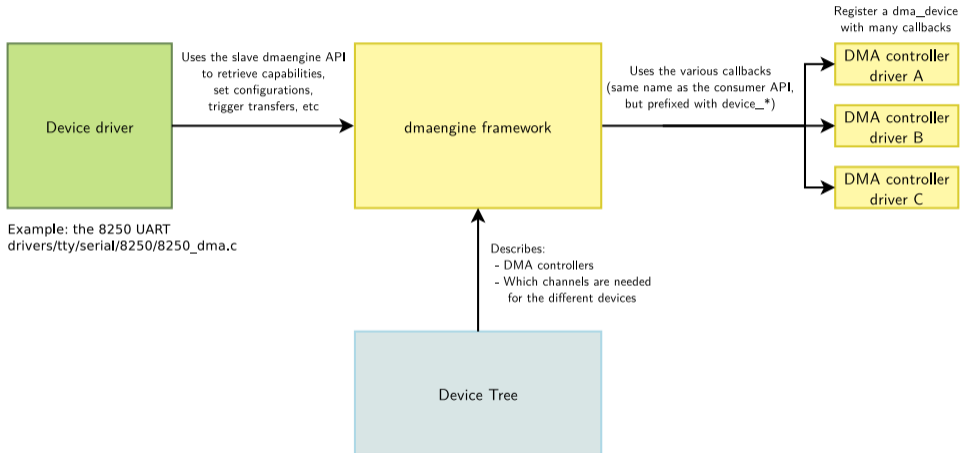 Register a dma_device
with many callbacks
Device driver
Uses the slave dmaengine API
to retrieve capabilities,
set configurations,
trigger transfers, etc
dmaengine framework
Uses the various callbacks
(same name as the consumer API,
but prefixed with device_*)
DMA controller
driver A
DMA controller
driver B
DMA controller
driver C
Example: the 8250 UART
drivers/tty/serial/8250/8250_dma.c
Describes:
- DMA controllers
- Which channels are needed
for the different devices
Device Tree